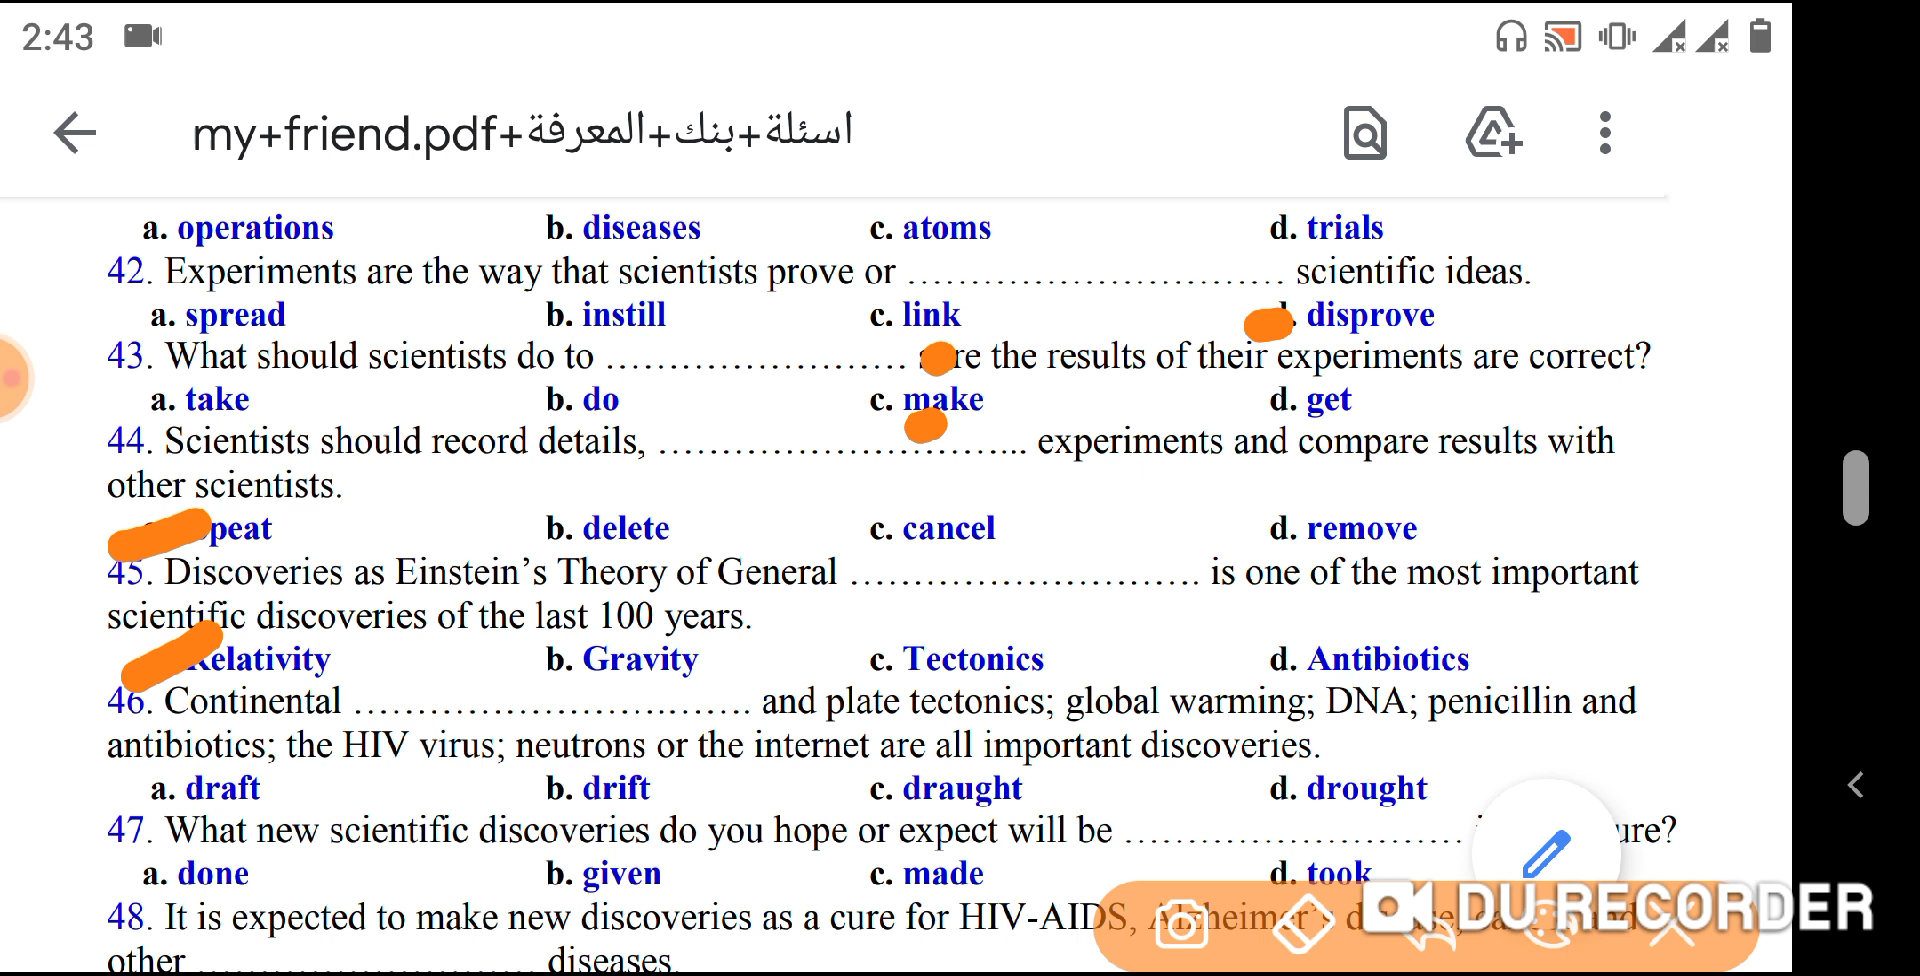 2:43
my+friend.pdf+اسئلة+بنك+المعرفة
a. operations b. diseases c. atoms d. trials
42. Experiments are the way that scientists prove or .............................. scientific ideas.
a. spread b. instill c. link . disprove
43. What should scientists do to ........................ the results of their experiments are correct?
a. take b. do c. make d. get
44. Scientists should record details, .............................. experiments and compare results with
other scientists.
b. delete c. cancel d. remove
45. Discoveries as Einstein’s Theory of General ............................ is one of the most important
scientific discoveries of the last 100 years.
Relativity b. Gravity c. Tectonics d. Antibiotics
46. Continental ................................ and plate tectonics; global warming; DNA; penicillin and
antibiotics; the HIV virus; neutrons or the internet are all important discoveries.
a. draft b. drift c. draught d. drought
47. What new scientific discoveries do you hope or expect will be ...........................
a. done b. given c. made d. took
48. It is expected to make new discoveries as a cure for HIV-AIDS, Alzheimer’s
other ........................... diseases.
DU RECORDER